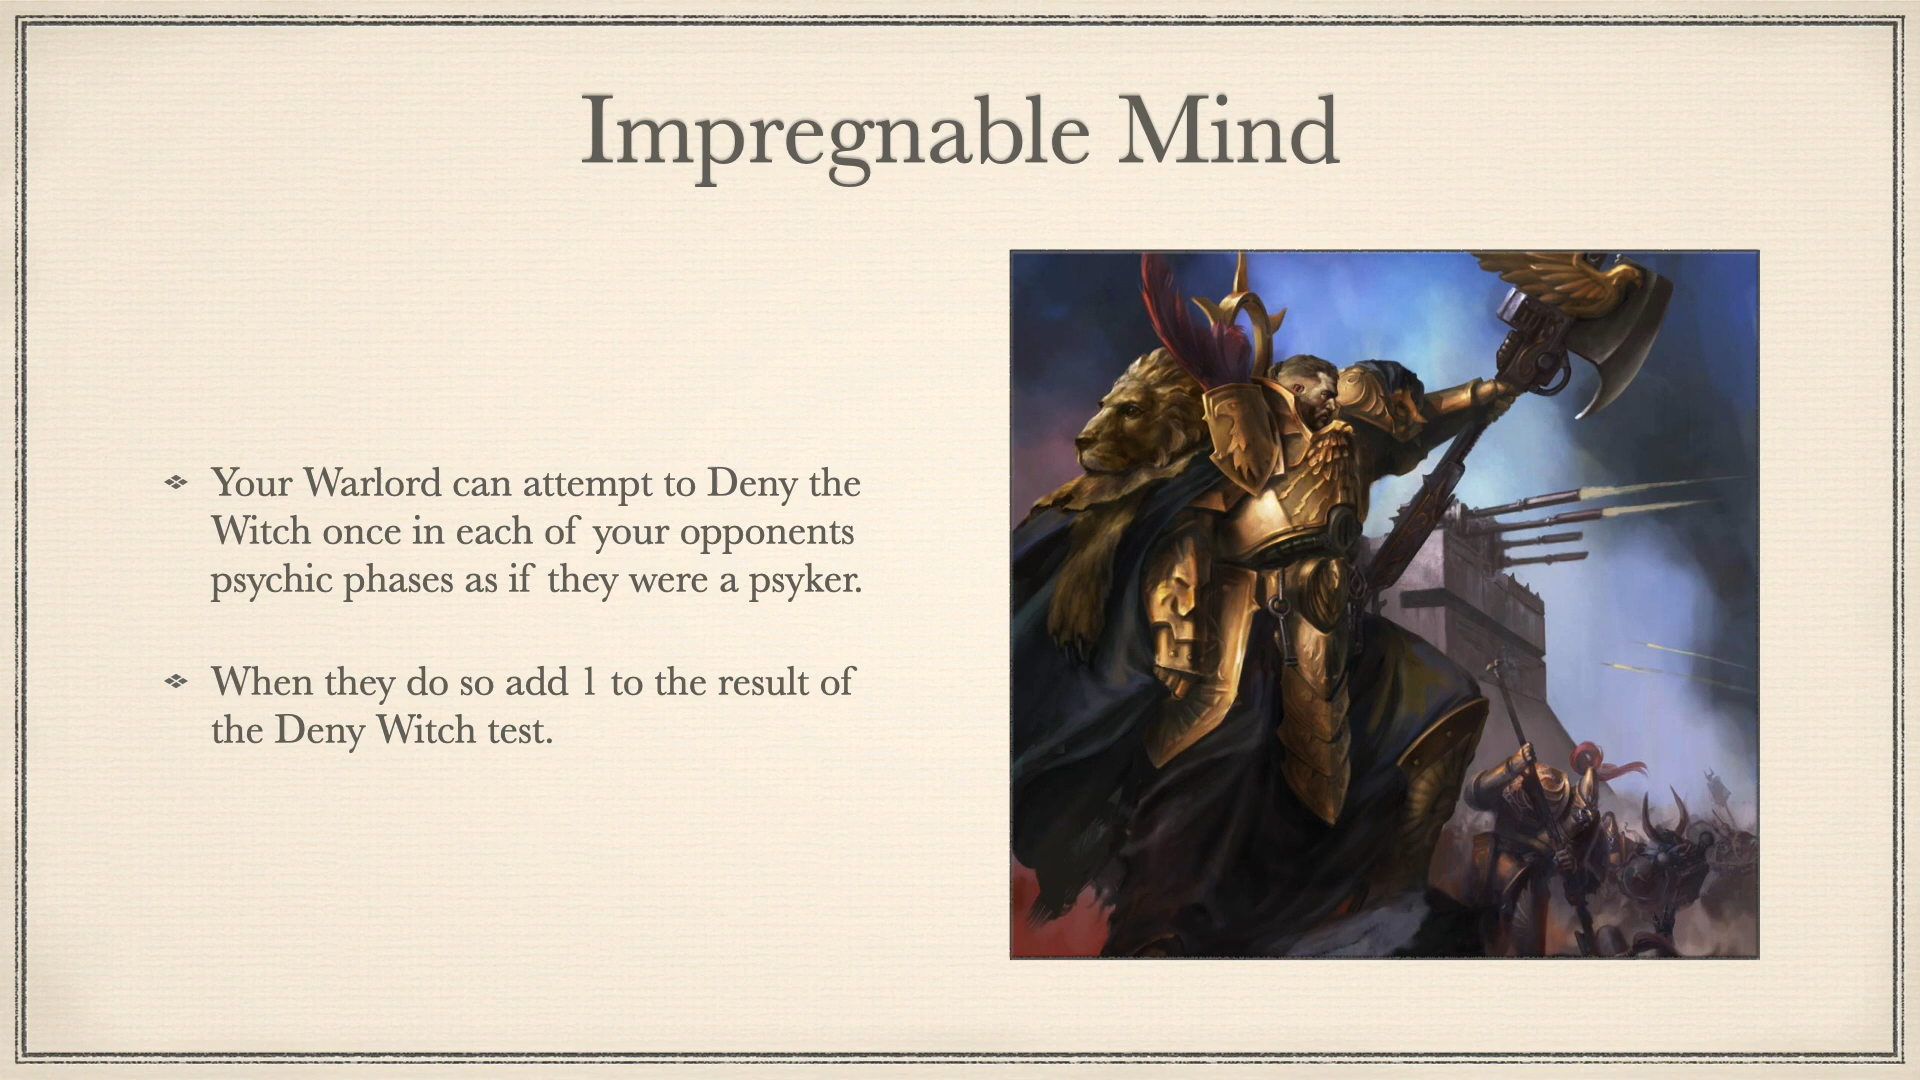 Impregnable Mind
Your Warlord can attempt to Deny the
Witch once in each of your opponents
psychic phases as if they were a psyker.
When they do so add 1 to the result of
the Deny Witch test.